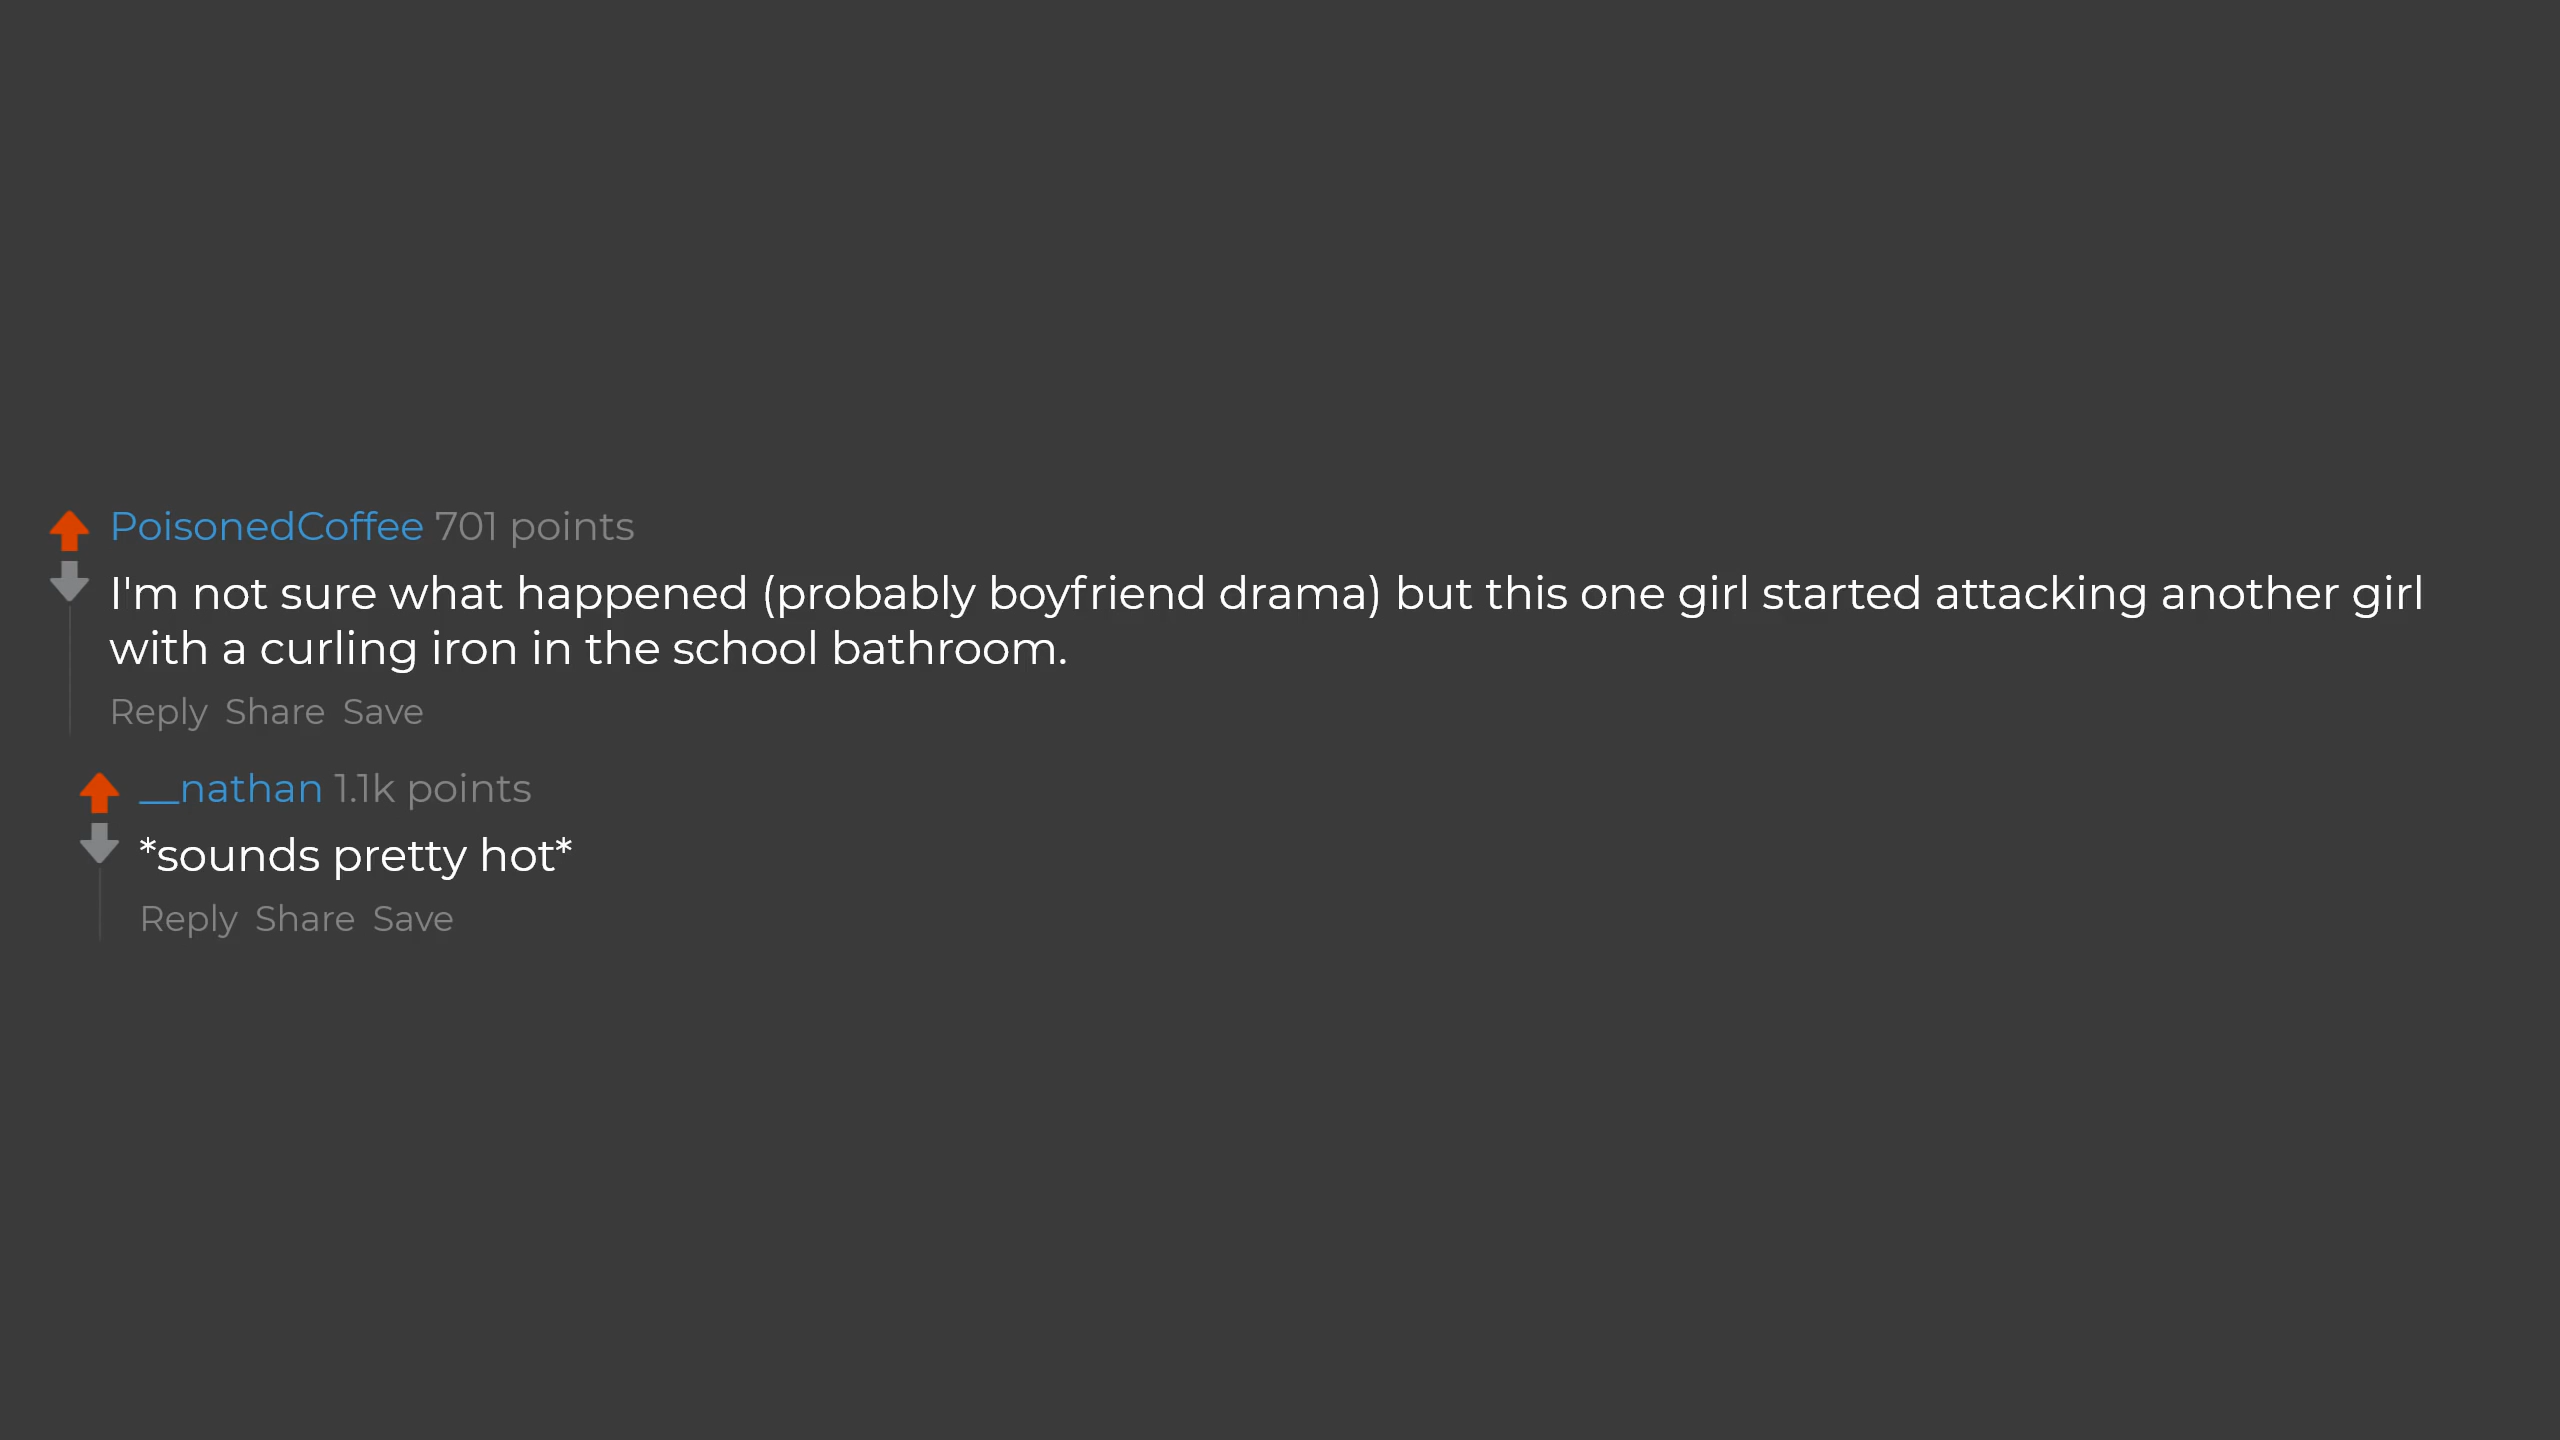 PoisonedCoffee 701 points
I'm not sure what happened (probably boyfriend drama) but this one girl started attacking another girl
with a curling iron in the school bathroom.
Reply Share Save
__nathan 1.1k points
*sounds pretty hot*
Reply Share Save